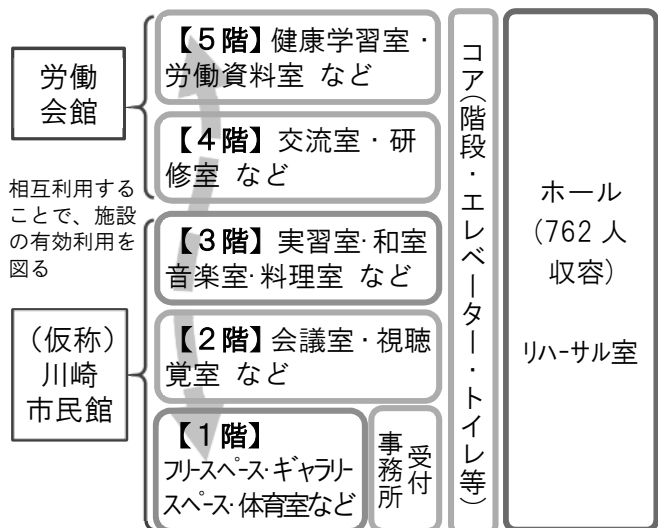 【5階】健康学習室・
労働資料室 など
【4階】交流室・研
修室 など
【3階】実習室・和室
音楽室・料理室 など
【2階】会議室・視聴
覚室 など
【1階】
フリースペース・ギャラリー
スペース・体育室など
受付
事務所
労働
会館
相互利用する
ことで、施設
の有効利用を
図る
（仮称）
川崎
市民館
コア（階段・エレベーター・トイレ等）
ホール
（762 人
収容）
リハーサル室